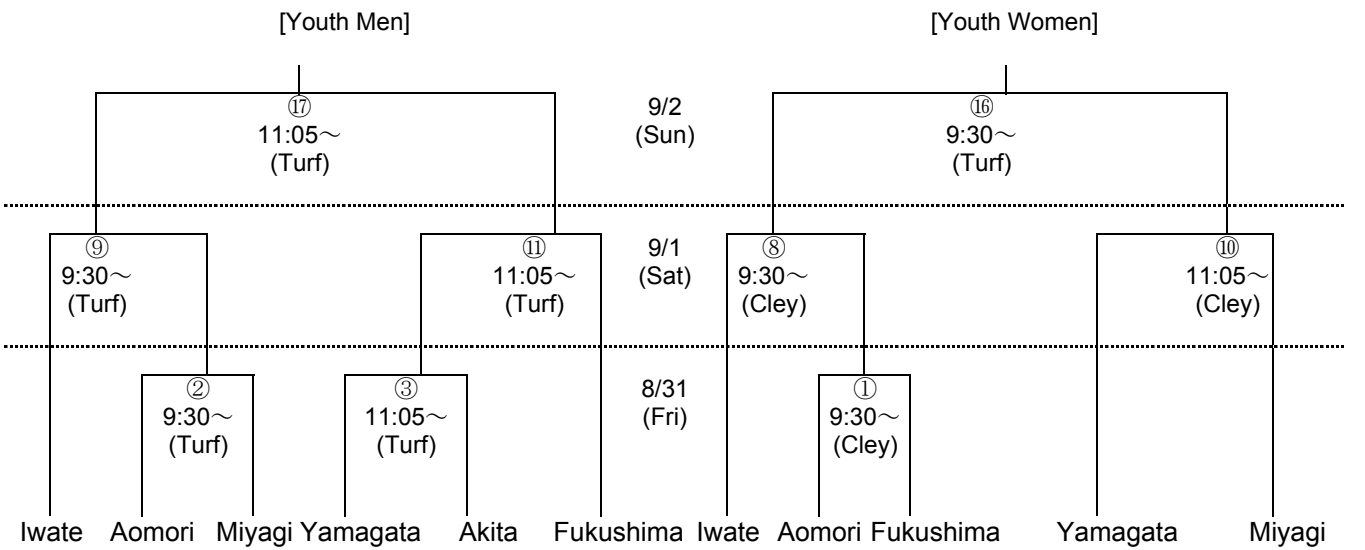 [Youth Men] [Youth Women]
⑰ 9/2 ⑯
11:05～ (Sun) 9:30～
(Turf) (Turf)
⑨ ⑪ 9/1 ⑧ ⑩
9:30～ 11:05～ (Sat) 9:30～ 11:05～
(Turf) (Turf) (Cley) (Cley)
② ③ 8/31 ①
9:30～ 11:05～ (Fri) 9:30～
(Turf) (Turf) (Cley)
Iwate Aomori Miyagi Yamagata Akita Fukushima Iwate Aomori Fukushima Yamagata Miyagi